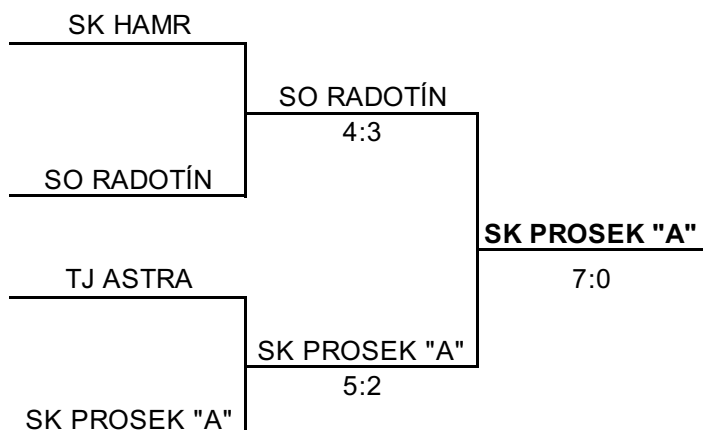 SK HAMR
SO RADOTÍN
4:3
SO RADOTÍN
SK PROSEK "A"
7:0
TJ ASTRA
SK PROSEK "A"
5:2
SK PROSEK "A"